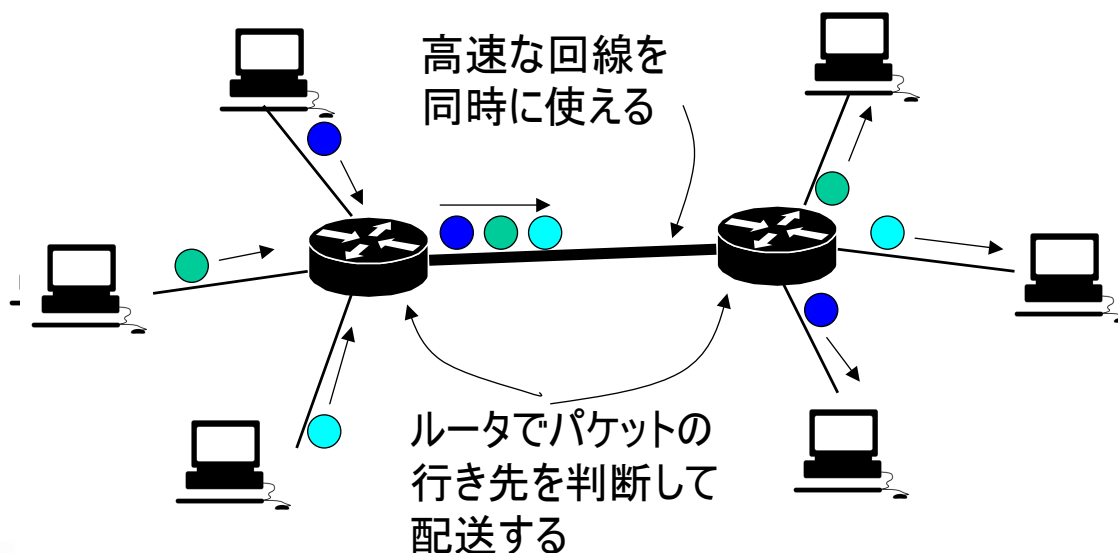 高速な回線を
同時に使える
ルータでパケットの
行き先を判断して
配送する